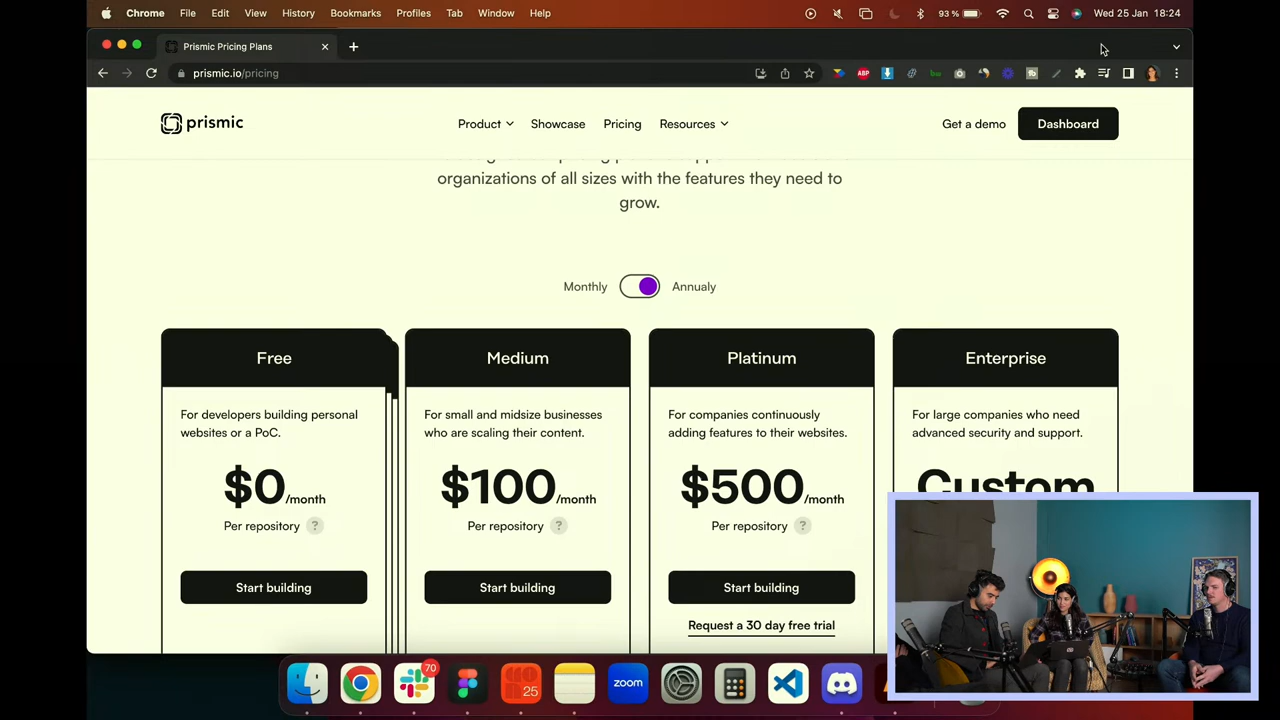 Chrome File Edit View History Bookmarks Profiles Tab Window Help 93 % Wed 25 Jan 18:24
Prismic Pricing Plans
prismic.io/pricing
ABP
prismic Product Showcase Pricing Resources Get a demo Dashboard
organizations of all sizes with the features they need to
grow.
Monthly Annualy
Free Medium Platinum Enterprise
For developers building personal
websites or a PoC.
For small and midsize businesses
who are scaling their content.
For companies continuously
adding features to their websites.
For large companies who need
advanced security and support.
$0/month $100/month $500/month Custom
Per repository ? Per repository ? Per repository ?
Start building Start building Start building
Request a 30 day free trial
70
25
zoom